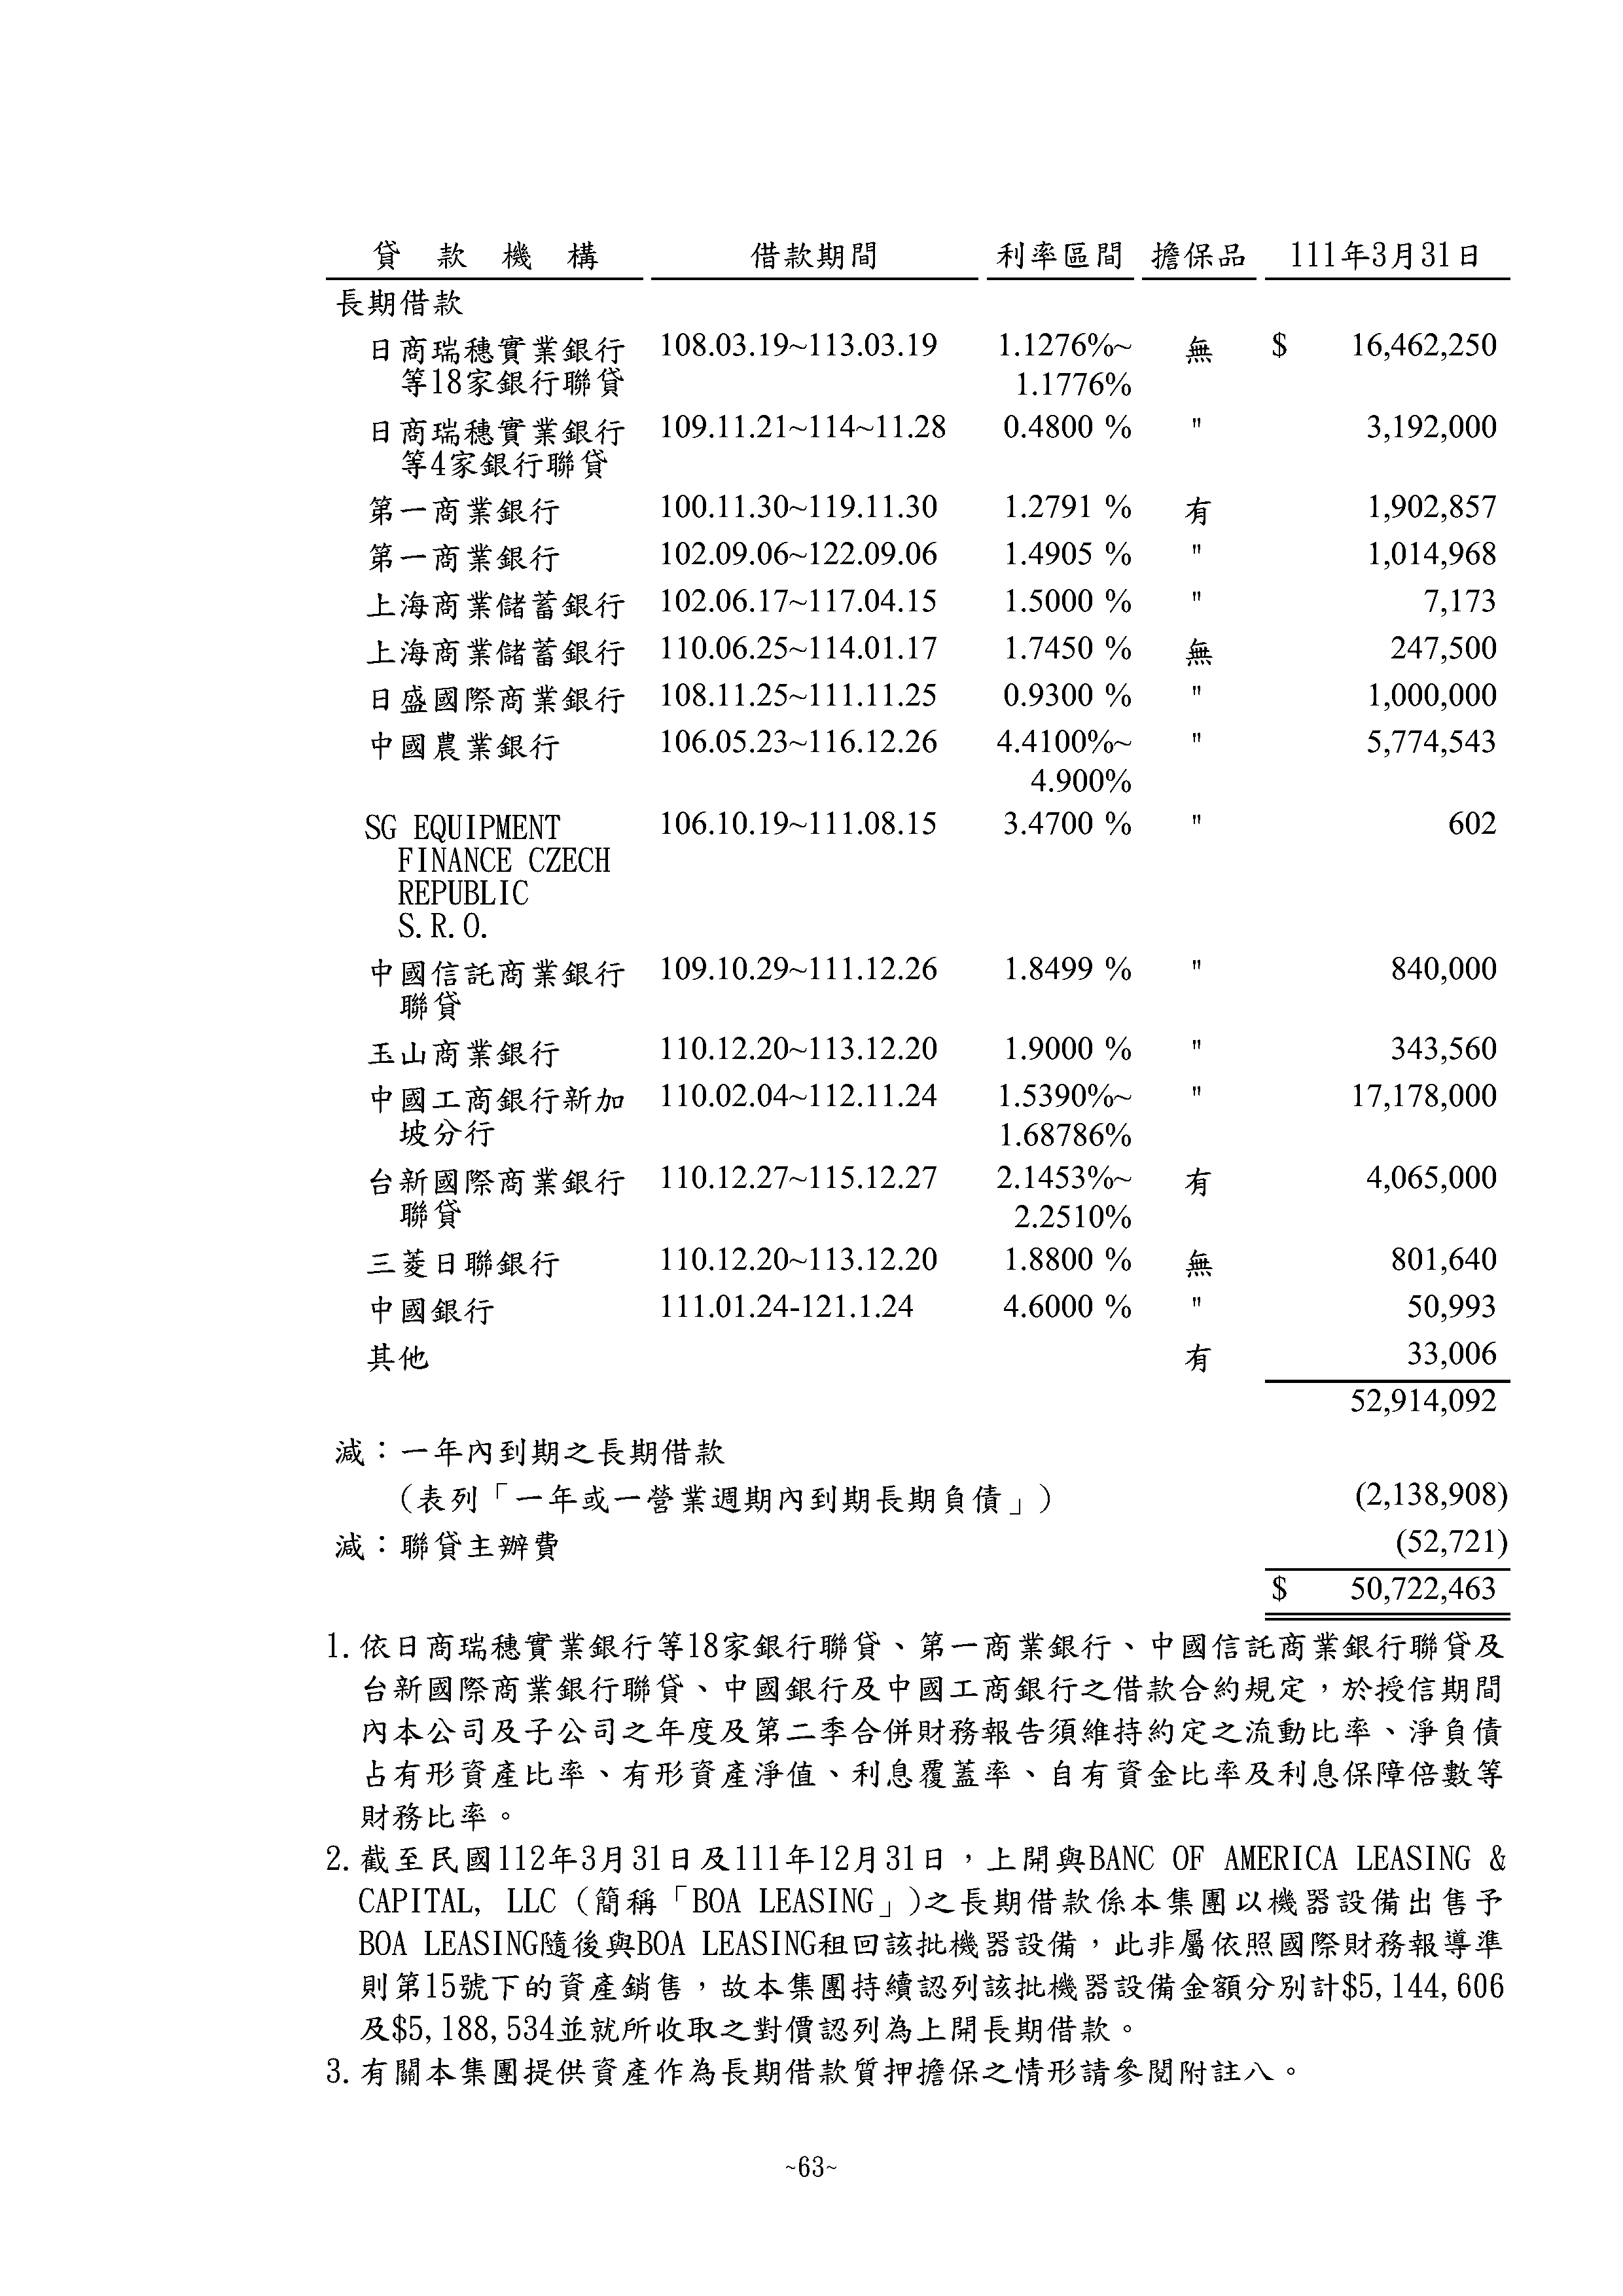 貸 款 機 構 借款期間 利率區間 擔保品 111年3月31日
長期借款
日商瑞穗實業銀行 108.03.19~113.03.19 1.1276%~ 無 $ 16,462,250
等18家銀行聯貸 1.1776%
日商瑞穗實業銀行 109.11.21~114~11.28 0.4800 % " 3,192,000
等4家銀行聯貸
第一商業銀行 100.11.30~119.11.30 1.2791 % 有 1,902,857
第一商業銀行 102.09.06~122.09.06 1.4905 % " 1,014,968
上海商業儲蓄銀行 102.06.17~117.04.15 1.5000 % " 7,173
上海商業儲蓄銀行 110.06.25~114.01.17 1.7450 % 無 247,500
日盛國際商業銀行 108.11.25~111.11.25 0.9300 % " 1,000,000
中國農業銀行 106.05.23~116.12.26 4.4100%~ " 5,774,543
4.900%
SG EQUIPMENT 106.10.19~111.08.15 3.4700 % " 602
FINANCE CZECH
REPUBLIC
S.R.O.
中國信託商業銀行 109.10.29~111.12.26 1.8499 % " 840,000
聯貸
玉山商業銀行 110.12.20~113.12.20 1.9000 % " 343,560
中國工商銀行新加 110.02.04~112.11.24 1.5390%~ " 17,178,000
坡分行 1.68786%
台新國際商業銀行 110.12.27~115.12.27 2.1453%~ 有 4,065,000
聯貸 2.2510%
三菱日聯銀行 110.12.20~113.12.20 1.8800 % 無 801,640
中國銀行 111.01.24-121.1.24 4.6000 % " 50,993
其他 有 33,006
52,914,092
減：一年內到期之長期借款
(表列「一年或一營業週期內到期長期負債」) (2,138,908)
減：聯貸主辦費 (52,721)
$ 50,722,463
1.依日商瑞穗實業銀行等18家銀行聯貸、第一商業銀行、中國信託商業銀行聯貸及
台新國際商業銀行聯貸、中國銀行及中國工商銀行之借款合約規定，於授信期間
內本公司及子公司之年度及第二季合併財務報告須維持約定之流動比率、淨負債
占有形資產比率、有形資產淨值、利息覆蓋率、自有資金比率及利息保障倍數等
財務比率。
2.截至民國112年3月31日及111年12月31日，上開與BANC OF AMERICA LEASING &
CAPITAL, LLC (簡稱「BOA LEASING」)之長期借款係本集團以機器設備出售予
BOA LEASING隨後與BOA LEASING租回該批機器設備，此非屬依照國際財務報導準
則第15號下的資產銷售，故本集團持續認列該批機器設備金額分別計$5,144,606
及$5,188,534並就所收取之對價認列為上開長期借款。
3.有關本集團提供資產作為長期借款質押擔保之情形請參閱附註八。
~63~